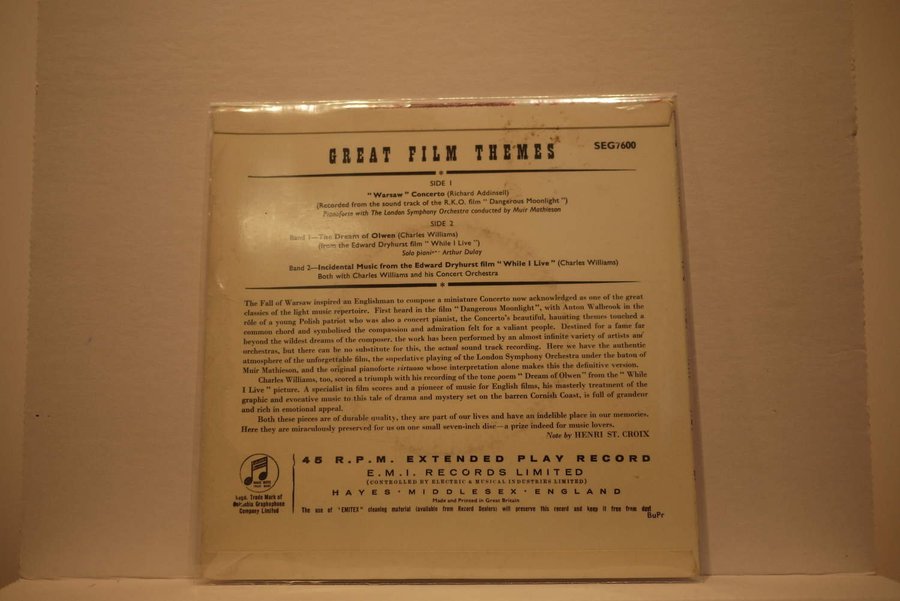 GREAT FILM THEMES
SEG7600
SIDE 1
"Warsaw" Concerto (Richard Addinsell)
(Recorded from the sound track of the R.K.O. film "Dangerous Moonlight")
Pianoforte with The London Symphony Orchestra conducted by Muir Mathieson
SIDE 2
Band 1—The Dream of Olwen (Charles Williams)
(from the Edward Dryhurst film "While I Live")
Solo pianist Arthur Dulay
Band 2—Incidental Music from the Edward Dryhurst film "While I Live" (Charles Williams)
Both with Charles Williams and his Concert Orchestra
The Fall of Warsaw inspired an Englishman to compose a miniature Concerto now acknowledged as one of the great
classics of the light music repertoire. First heard in the film "Dangerous Moonlight", with Anton Walbrook in the
rôle of a young Polish patriot who was also a concert pianist, the Concerto's beautiful, haunting themes touched a
common chord and symbolised the compassion and admiration felt for a valiant people. Destined for a fame far
beyond the wildest dreams of the composer, the work has been performed by an almost infinite variety of artists and
orchestras, but there can be no substitute for this, the actual sound track recording. Here we have the authentic
atmosphere of the unforgettable film, the superlative playing of the London Symphony Orchestra under the baton of
Muir Mathieson, and the original pianoforte virtuoso whose interpretation alone makes this the definitive version.
Charles Williams, too, scored a triumph with his recording of the tone poem "Dream of Olwen" from the "While
I Live" picture. A specialist in film scores and a pioneer of music for English films, his masterly treatment of the
graphic and evocative music to this tale of drama and mystery set on the barren Cornish Coast, is full of grandeur
and rich in emotional appeal.
Both these pieces are of durable quality, they are part of our lives and have an indelible place in our memories.
Here they are miraculously preserved for us on one small seven-inch disc—a prize indeed for music lovers.
Note by HENRI ST. CROIX
45 R.P.M. EXTENDED PLAY RECORD
E.M.I. RECORDS LIMITED
(CONTROLLED BY ELECTRIC & MUSICAL INDUSTRIES LIMITED)
HAYES · MIDDLESEX · ENGLAND
Made and Printed in Great Britain
Regd. Trade Mark of
Columbia Graphophone
Company Limited
The use of "EMITEX" cleaning material (available from Record Dealers) will preserve this record and keep it free from dust
BuPr